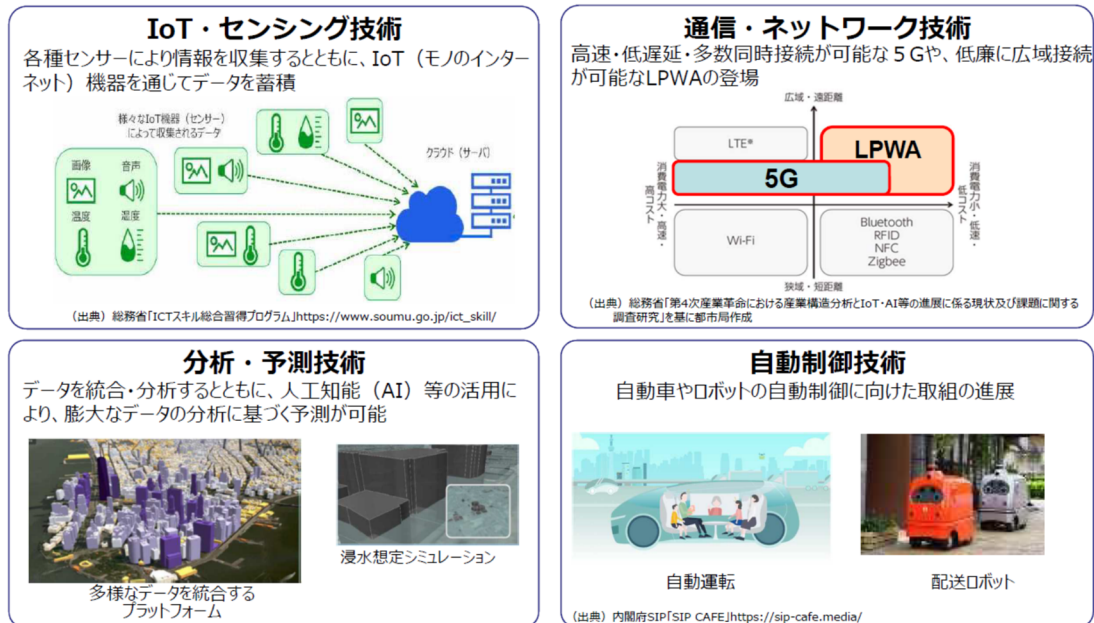 IoT・センシング技術
各種センサーにより情報を収集するとともに、IoT（モノのインター
ネット）機器を通じてデータを蓄積
様々なIoT機器（センサー）
によって収集されるデータ
画像
音声
温度
湿度
クラウド（サーバ）
（出典）総務省「ICTスキル総合習得プログラム」https://www.soumu.go.jp/ict_skill/
通信・ネットワーク技術
高速・低遅延・多数同時接続が可能な５Gや、低廉に広域接続
が可能なLPWAの登場
広域・遠距離
LTE※
LPWA
5G
消費電力大・高速・
高コスト
消費電力小・低速・
低コスト
Wi-Fi
Bluetooth
RFID
NFC
Zigbee
狭域・短距離
（出典）総務省「第4次産業革命における産業構造分析とIoT・AI等の進展に係る現状及び課題に関する
調査研究」を基に都市局作成
分析・予測技術
データを統合・分析するとともに、人工知能（AI）等の活用に
より、膨大なデータの分析に基づく予測が可能
多様なデータを統合する
プラットフォーム
浸水想定シミュレーション
自動制御技術
自動車やロボットの自動制御に向けた取組の進展
自動運転
配送ロボット
（出典）内閣府SIP「SIP CAFE」https://sip-cafe.media/